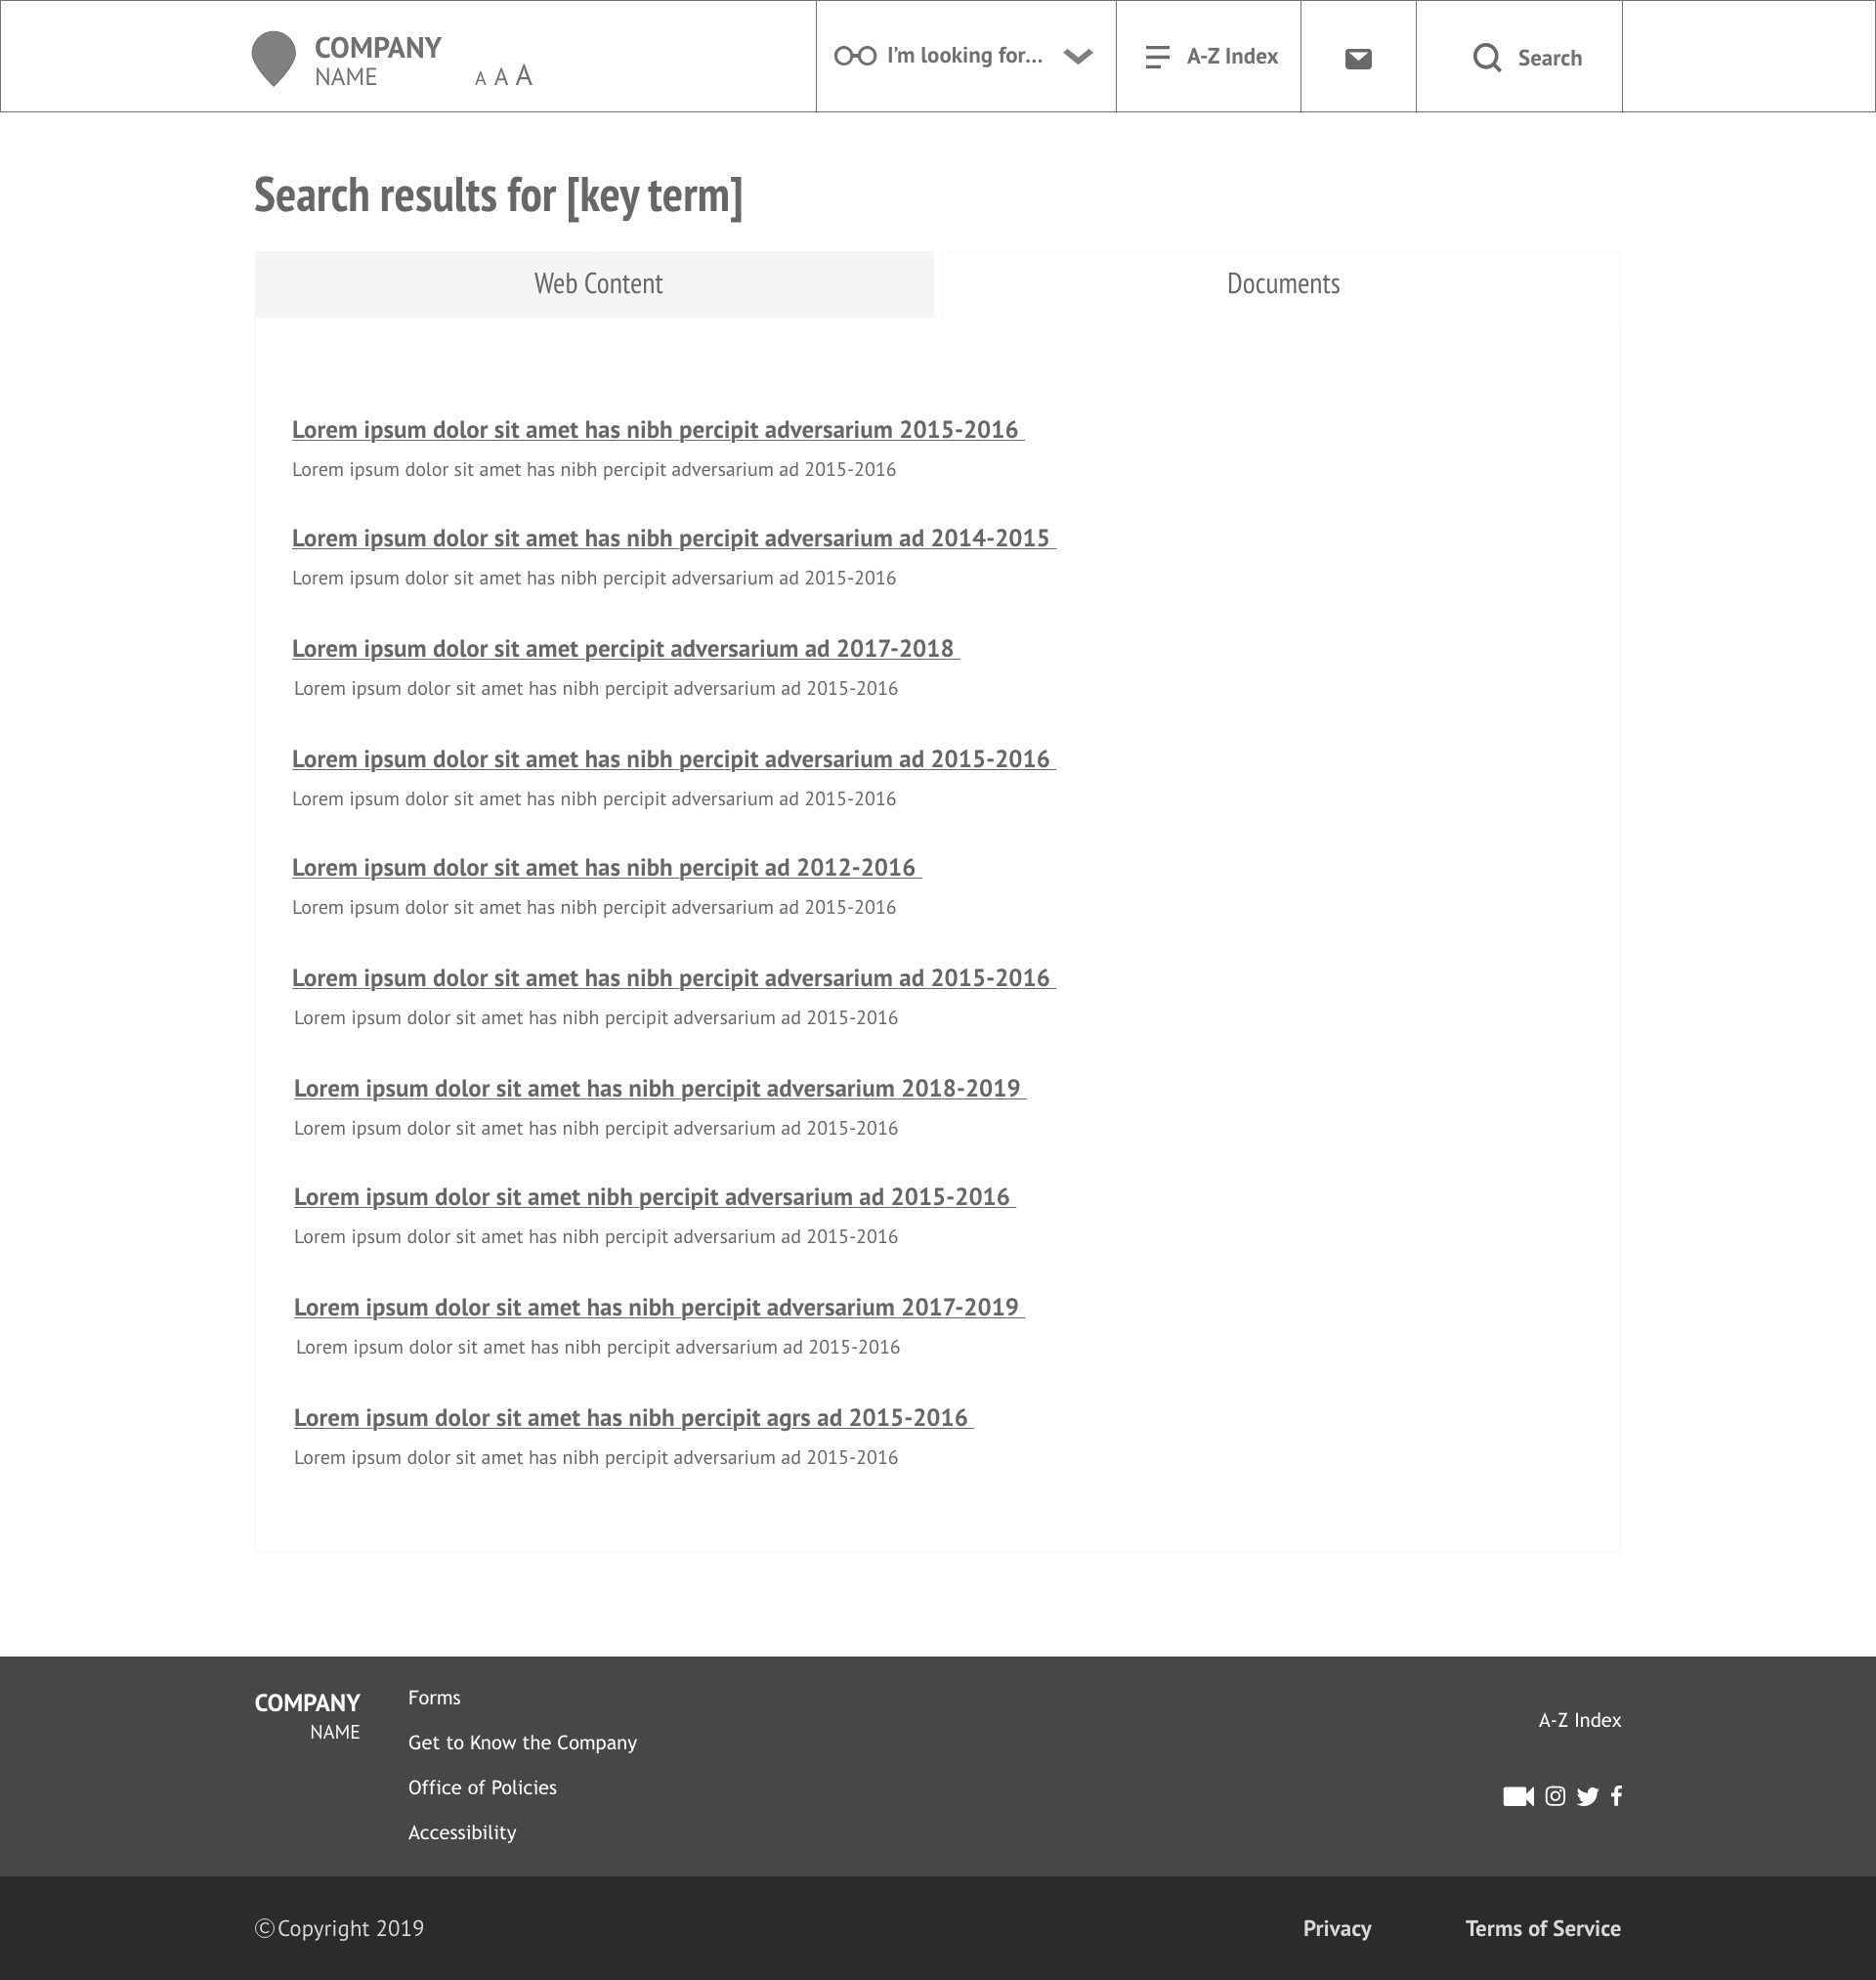 COMPANY
NAME
A A A
I’m looking for...
A-Z Index
Search
Search results for [key term]
Web Content
Documents
Lorem ipsum dolor sit amet has nibh percipit adversarium 2015-2016
Lorem ipsum dolor sit amet has nibh percipit adversarium ad 2015-2016
Lorem ipsum dolor sit amet has nibh percipit adversarium ad 2014-2015
Lorem ipsum dolor sit amet has nibh percipit adversarium ad 2015-2016
Lorem ipsum dolor sit amet percipit adversarium ad 2017-2018
Lorem ipsum dolor sit amet has nibh percipit adversarium ad 2015-2016
Lorem ipsum dolor sit amet has nibh percipit adversarium ad 2015-2016
Lorem ipsum dolor sit amet has nibh percipit adversarium ad 2015-2016
Lorem ipsum dolor sit amet has nibh percipit ad 2012-2016
Lorem ipsum dolor sit amet has nibh percipit adversarium ad 2015-2016
Lorem ipsum dolor sit amet has nibh percipit adversarium ad 2015-2016
Lorem ipsum dolor sit amet has nibh percipit adversarium ad 2015-2016
Lorem ipsum dolor sit amet has nibh percipit adversarium 2018-2019
Lorem ipsum dolor sit amet has nibh percipit adversarium ad 2015-2016
Lorem ipsum dolor sit amet nibh percipit adversarium ad 2015-2016
Lorem ipsum dolor sit amet has nibh percipit adversarium ad 2015-2016
Lorem ipsum dolor sit amet has nibh percipit adversarium 2017-2019
Lorem ipsum dolor sit amet has nibh percipit adversarium ad 2015-2016
Lorem ipsum dolor sit amet has nibh percipit agrs ad 2015-2016
Lorem ipsum dolor sit amet has nibh percipit adversarium ad 2015-2016
COMPANY
NAME
Forms
Get to Know the Company
Office of Policies
Accessibility
A-Z Index
©Copyright 2019
Privacy
Terms of Service